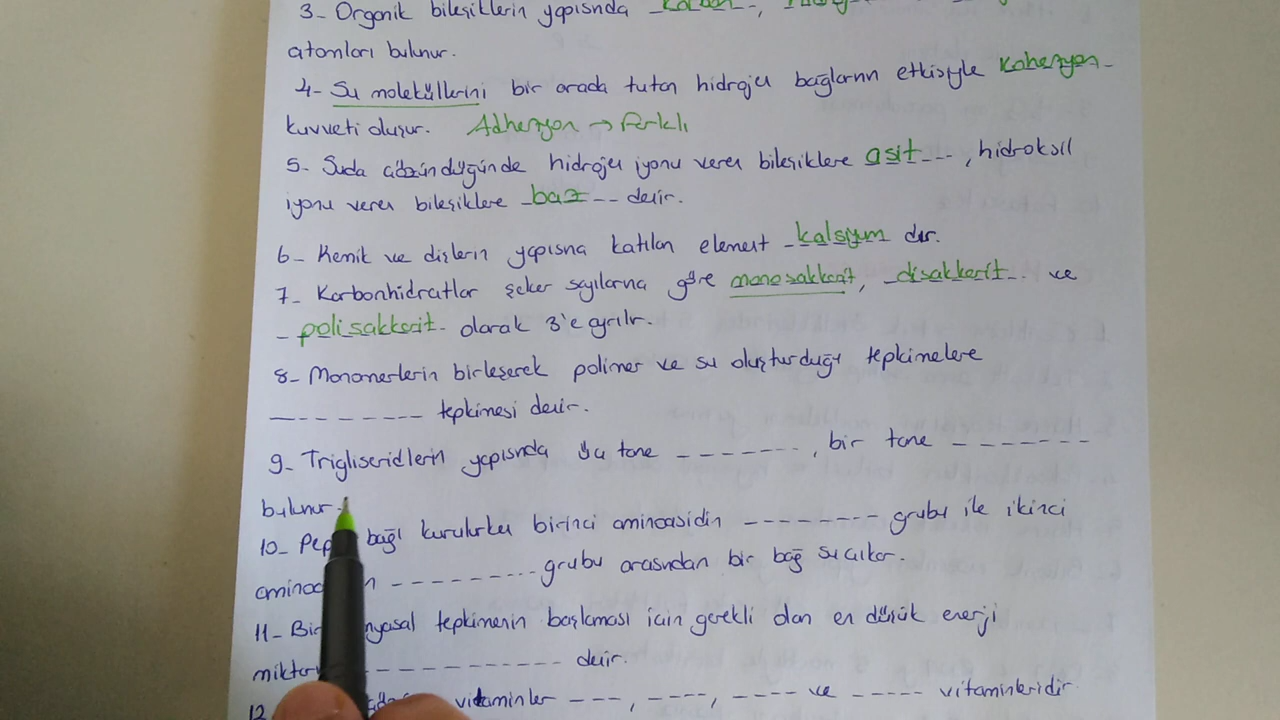 3- Organik bileşiklerin yapısında karbon,
atomları bulunur.
4- Su moleküllerini bir arada tutan hidrojen bağlarının etkisiyle kohezyon
kuvveti oluşur. Adhezyon → Farklı
5- Suda çözündüğünde hidrojen iyonu veren bileşiklere asit---, hidroksil
iyonu veren bileşiklere -baz--- denir.
6- Kemik ve dişlerin yapısına katılan element -kalsiyum dur.
7- Karbonhidratlar şeker sayılarına göre monosakkarit, -disakkarit-- ve
-polisakkarit- olarak 3'e ayrılır.
8- Monomerlerin birleşerek polimer ve su oluşturduğu tepkimelere
--------- tepkimesi denir.
9- Trigliseridlerin yapısında üç tane -------, bir tane -------
bulunur.
10- bağı kurulurken birinci aminoasidin -------- grubu ile ikinci
--------- grubu arasından bir bağ su çıkar.
11- tepkimenin başlaması için gerekli olan en düşük enerji
----------- denir.
12 vitaminler ---, ----, ---- ve ----- vitaminleridir.